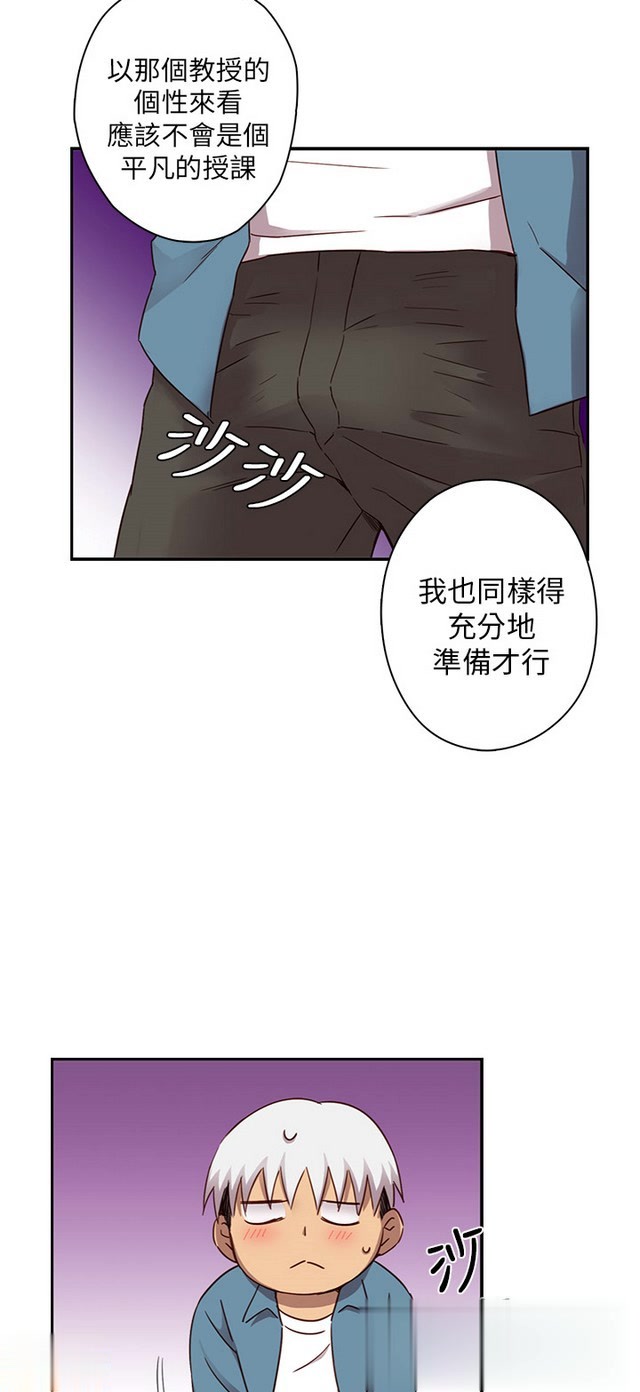 以那個教授的
個性來看
應該不會是個
平凡的授課
沙沙
我也同樣得
充分地
準備才行
沙